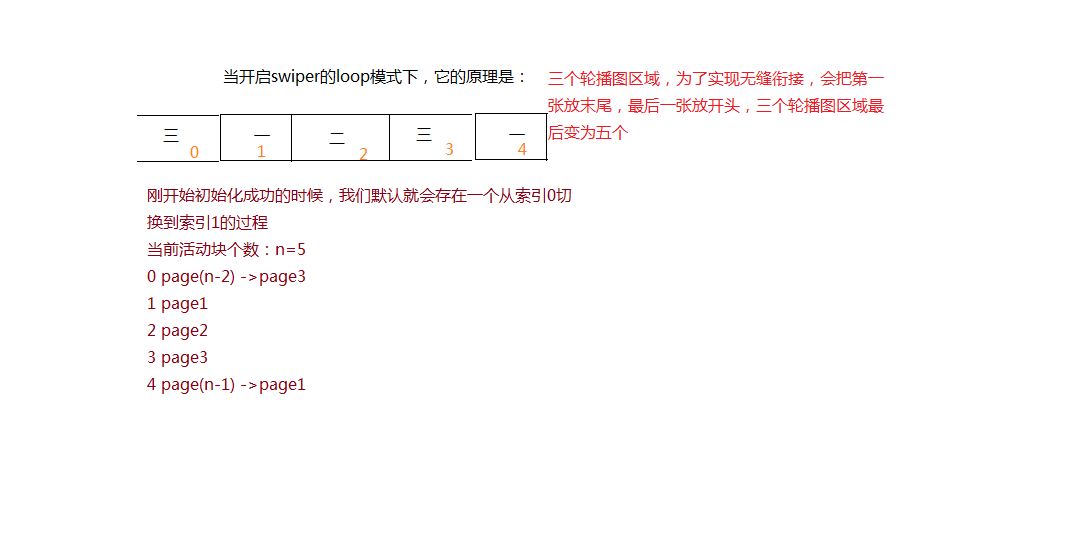 当开启swiper的loop模式下，它的原理是：
三个轮播图区域，为了实现无缝衔接，会把第一
张放末尾，最后一张放开头，三个轮播图区域最
后变为五个
三 一 二 三 一
0 1 2 3 4
刚开始初始化成功的时候，我们默认就会存在一个从索引0切
换到索引1的过程
当前活动块个数：n=5
0 page(n-2) ->page3
1 page1
2 page2
3 page3
4 page(n-1) ->page1